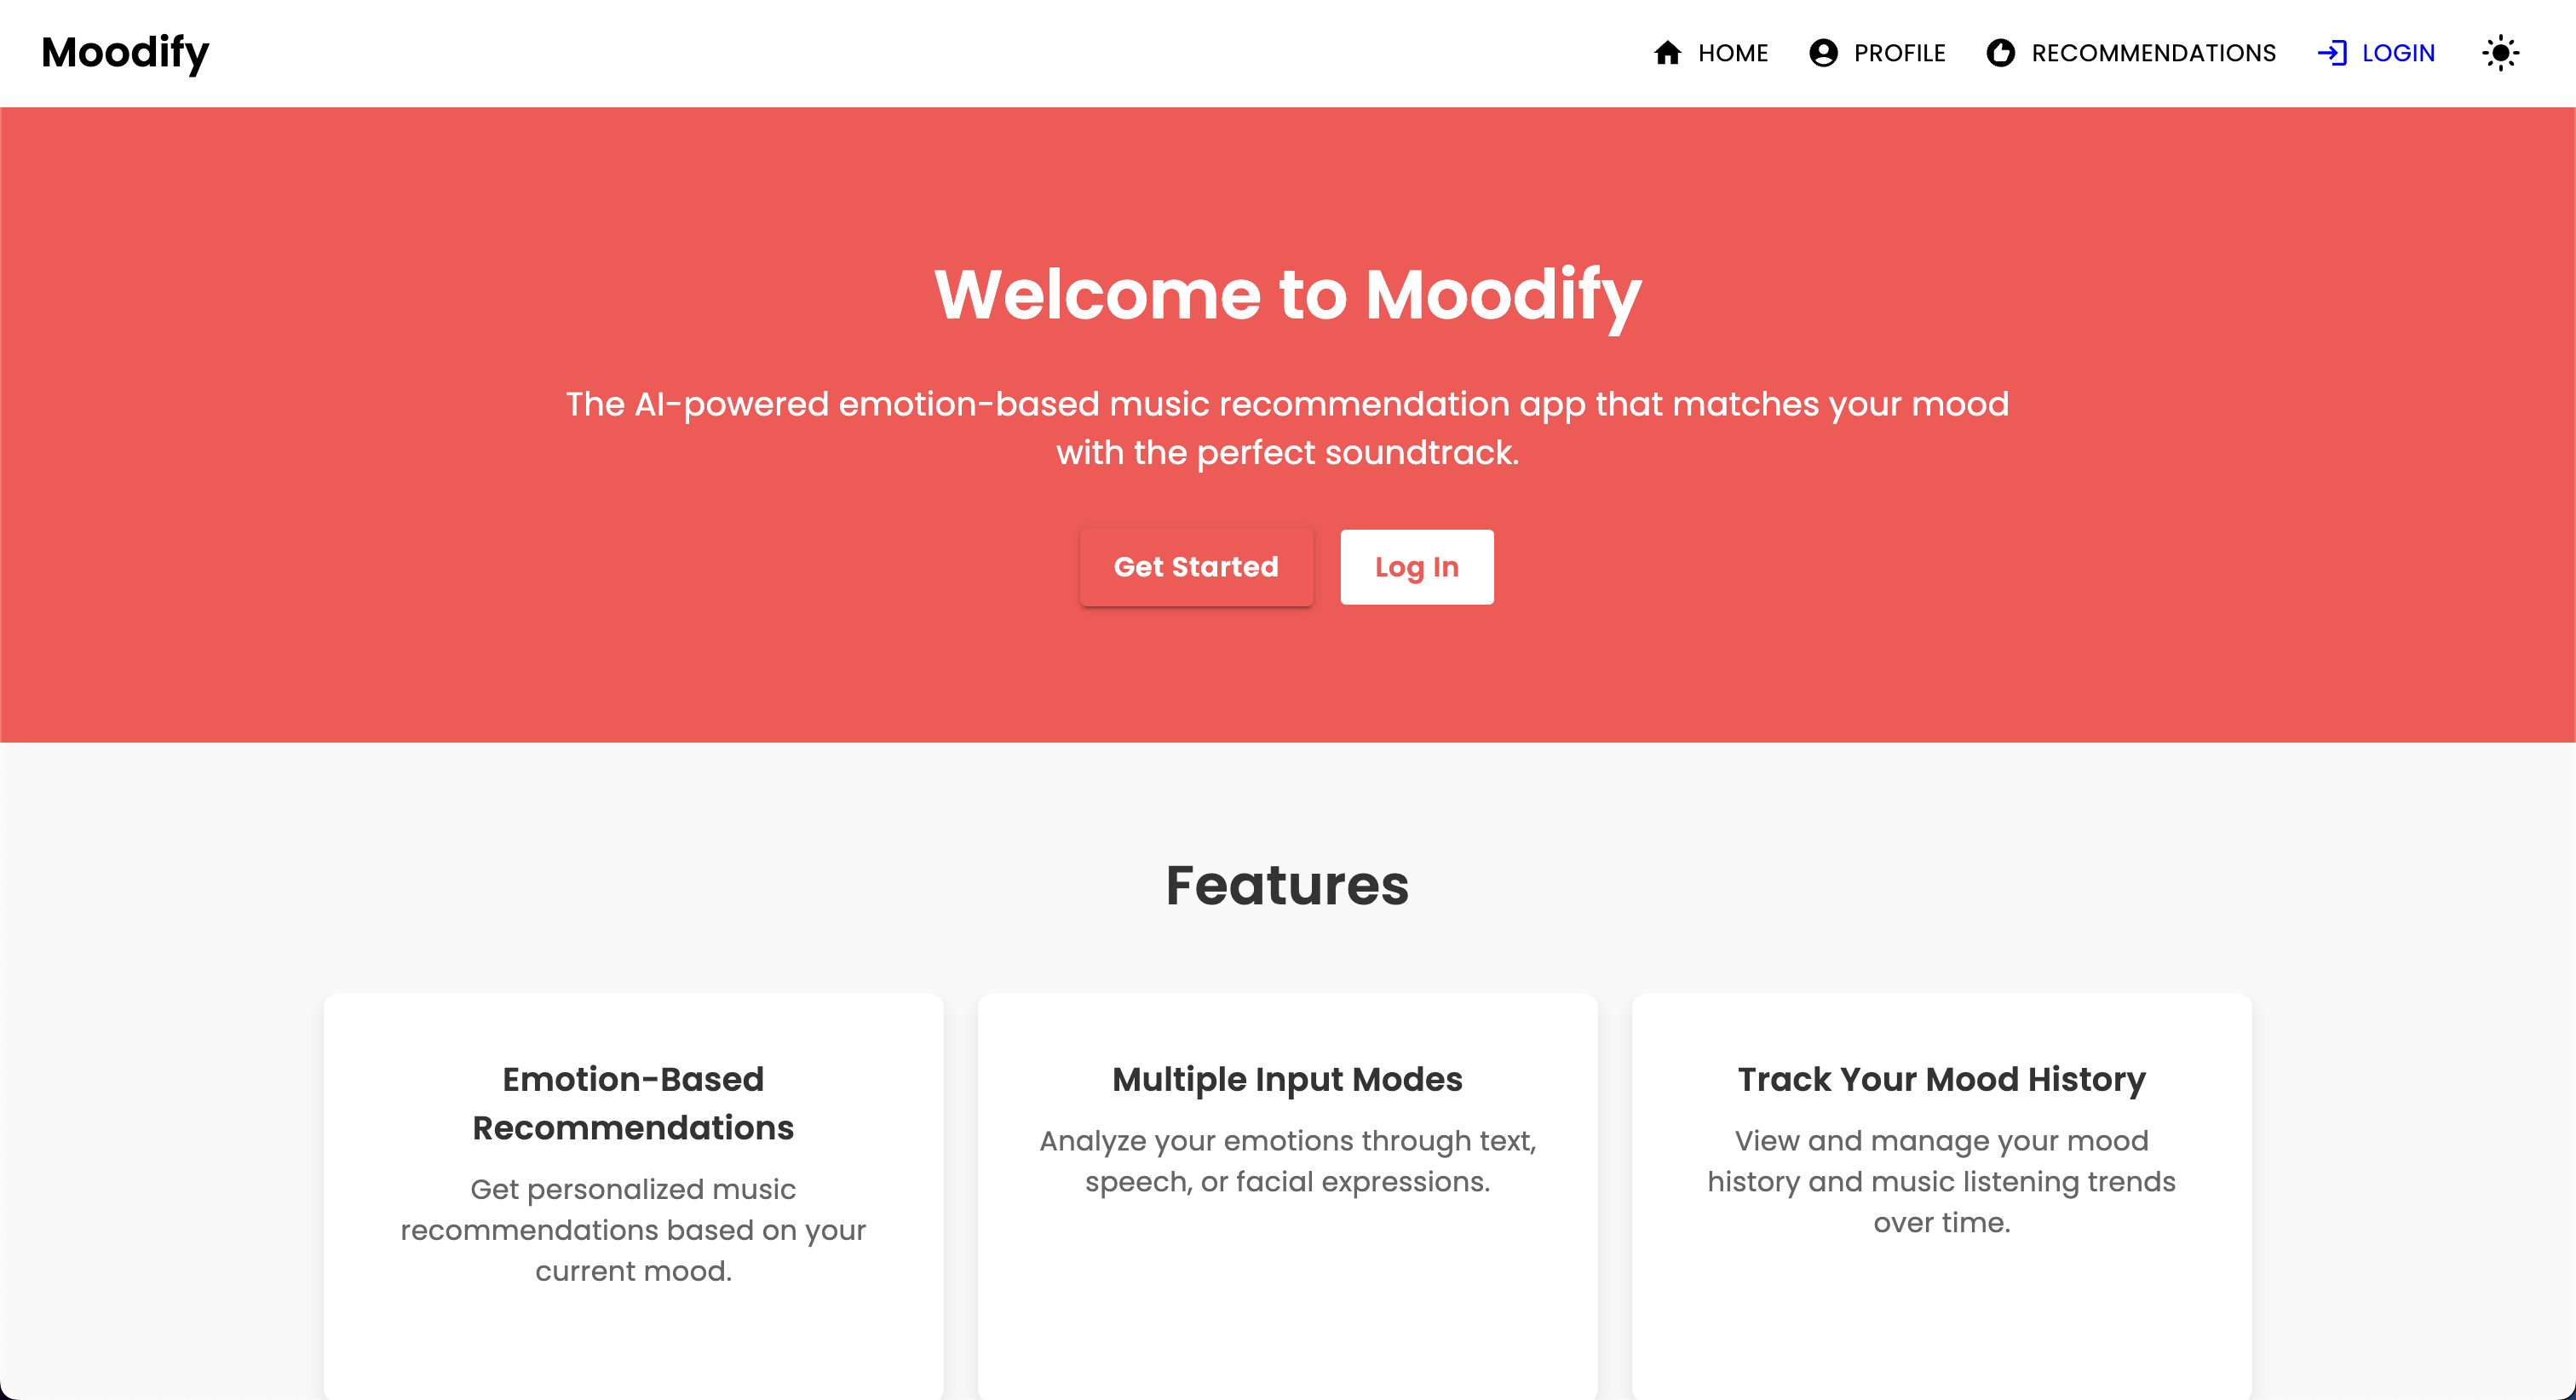 Moodify
HOME
PROFILE
RECOMMENDATIONS
LOGIN
Welcome to Moodify
The AI-powered emotion-based music recommendation app that matches your mood
with the perfect soundtrack.
Get Started
Log In
Features
Emotion-Based
Recommendations
Get personalized music
recommendations based on your
current mood.
Multiple Input Modes
Analyze your emotions through text,
speech, or facial expressions.
Track Your Mood History
View and manage your mood
history and music listening trends
over time.